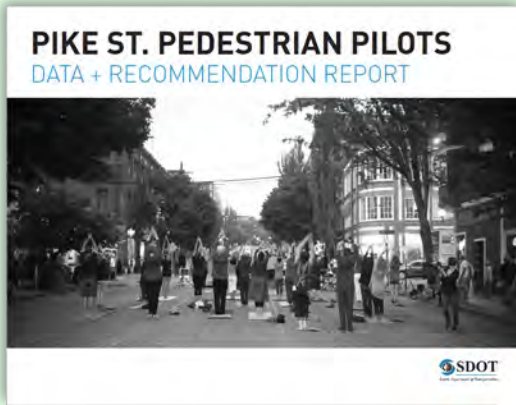 PIKE ST. PEDESTRIAN PILOTS
DATA + RECOMMENDATION REPORT
SDOT